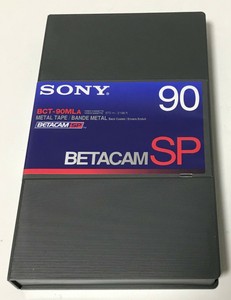 SONY
90
BCT-90MLA
METAL TAPE / BANDE METAL
BETACAM SP
BETACAM SP